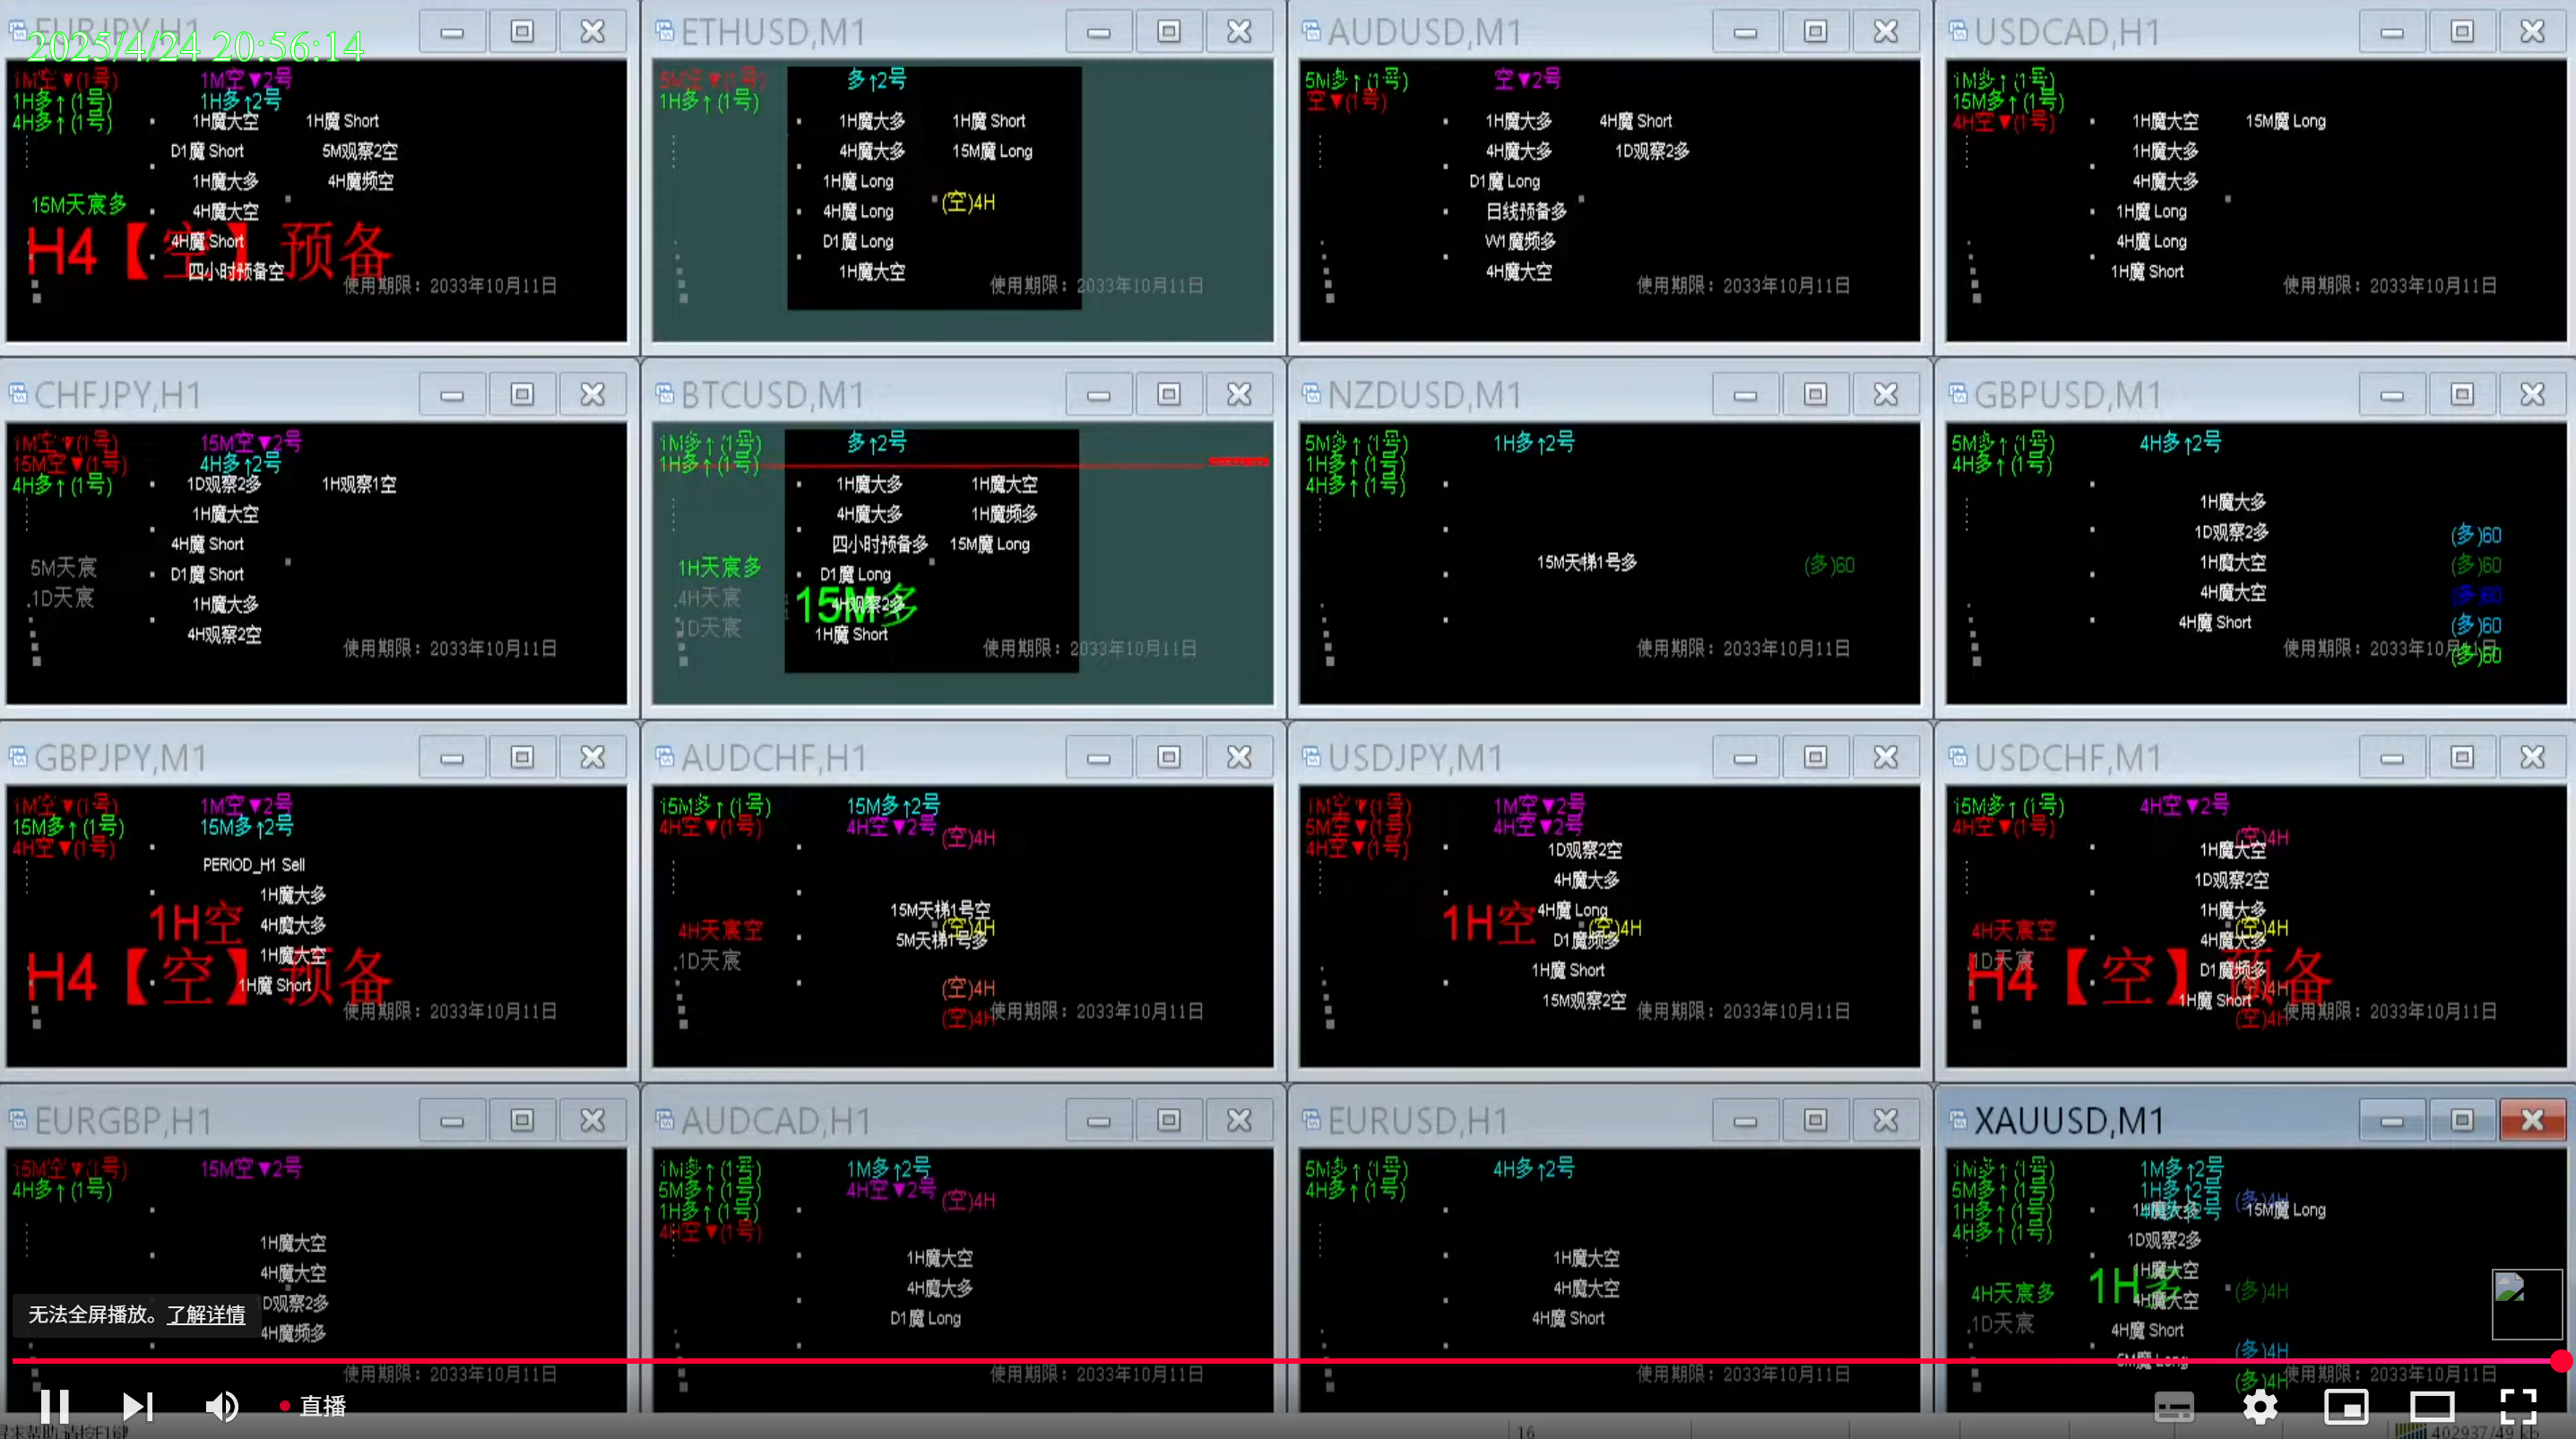 EURJPY,H1
2025/4/24 20:56:14
1M空▼(1号) 1M空▼2号
1H多↑(1号) 1H多↑2号
4H多↑(1号) 1H魔大空 1H魔 Short
D1魔 Short 5M观察2空
1H魔大多 4H魔频空
15M天宸多 4H魔大空
H4【空】预备
4H魔 Short
四小时预备空
使用期限：2033年10月11日
ETHUSD,M1
5M空▼(1号) 多↑2号
1H多↑(1号)
1H魔大多 1H魔 Short
4H魔大多 15M魔 Long
1H魔 Long
(空)4H
4H魔 Long
D1魔 Long
1H魔大空
使用期限：2033年10月11日
AUDUSD,M1
5M多↑(1号) 空▼2号
空▼(1号)
1H魔大多 4H魔 Short
4H魔大多 1D观察2多
D1魔 Long
日线预备多
W1魔频多
4H魔大空
使用期限：2033年10月11日
USDCAD,H1
1M多↑(1号)
15M多↑(1号)
4H空▼(1号) 1H魔大空 15M魔 Long
1H魔大多
4H魔大多
1H魔 Long
4H魔 Long
1H魔 Short
使用期限：2033年10月11日
CHFJPY,H1
1M空▼(1号) 15M空▼2号
15M空▼(1号) 4H多↑2号
4H多↑(1号) 1D观察2多 1H观察1空
1H魔大空
4H魔 Short
5M天宸 D1魔 Short
1D天宸 1H魔大多
4H观察2空
使用期限：2033年10月11日
BTCUSD,M1
1M多↑(1号) 多↑2号
1H多↑(1号)
1H魔大多 1H魔大空
4H魔大多 1H魔频多
四小时预备多 15M魔 Long
1H天宸多 D1魔 Long
4H天宸 15M多 4H观察2多
1D天宸 1H魔 Short
使用期限：2033年10月11日
NZDUSD,M1
5M多↑(1号) 1H多↑2号
1H多↑(1号)
4H多↑(1号)
15M天梯1号多 (多)60
使用期限：2033年10月11日
GBPUSD,M1
5M多↑(1号) 4H多↑2号
4H多↑(1号)
1H魔大多
1D观察2多 (多)60
1H魔大空 (多)60
4H魔大空 (多)60
4H魔 Short (多)60
使用期限：2033年10月11日
(多)60
GBPJPY,M1
1M空▼(1号) 1M空▼2号
15M多↑(1号) 15M多↑2号
4H空▼(1号)
PERIOD_H1 Sell
1H魔大多
1H空 4H魔大多
1H魔大空
H4【空】预备
1H魔 Short
使用期限：2033年10月11日
AUDCHF,H1
15M多↑(1号) 15M多↑2号
4H空▼(1号) 4H空▼2号 (空)4H
15M天梯1号空
4H天宸空 (空)4H
5M天梯1号多
1D天宸
(空)4H
(空)4H
使用期限：2033年10月11日
USDJPY,M1
1M空▼(1号) 1M空▼2号
5M空▼(1号) 4H空▼2号
4H空▼(1号) 1D观察2空
4H魔大多
1H空 4H魔 Long
(空)4H
D1魔频多
1H魔 Short
15M观察2空
使用期限：2033年10月11日
USDCHF,M1
15M多↑(1号) 4H空▼2号
4H空▼(1号) (空)4H
1H魔大空
1D观察2空
1H魔大多
4H天宸空 (空)4H
4H魔大多
1D天宸 D1魔频多
H4【空】预备
(空)4H
1H魔 Short
(空)4H
使用期限：2033年10月11日
EURGBP,H1
15M空▼(1号) 15M空▼2号
4H多↑(1号)
1H魔大空
4H魔大空
1D观察2多
4H魔频多
使用期限：2033年10月11日
AUDCAD,H1
1M多↑(1号) 1M多↑2号
5M多↑(1号) 4H空▼2号 (空)4H
1H多↑(1号)
4H空▼(1号)
1H魔大空
4H魔大多
D1魔 Long
使用期限：2033年10月11日
EURUSD,H1
5M多↑(1号) 4H多↑2号
4H多↑(1号)
1H魔大空
4H魔大空
4H魔 Short
使用期限：2033年10月11日
XAUUSD,M1
1M多↑(1号) 1M多↑2号
5M多↑(1号) 1H多↑2号 (多)4H
1H多↑(1号) 1H魔大多 15M魔 Long
4H多↑(1号) 1D观察2多
1H魔大空
4H天宸多 1H多 (多)4H
4H魔大空
1D天宸 4H魔 Short
(多)4H
5M魔 Long
(多)4H
使用期限：2033年10月11日
无法全屏播放。了解详情
直播
寻求帮助,请按F1键
16
402937/49 kb